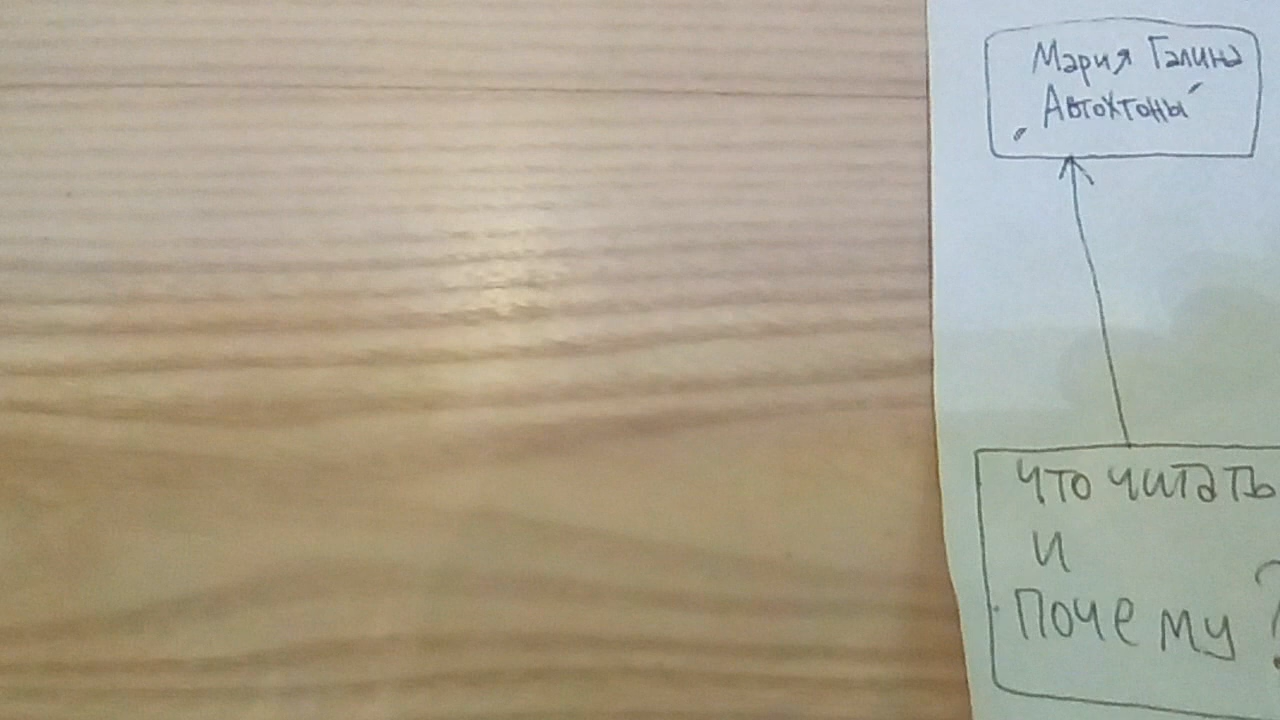 Мария Галина
„Автохтоны“
что читать
и
почему?